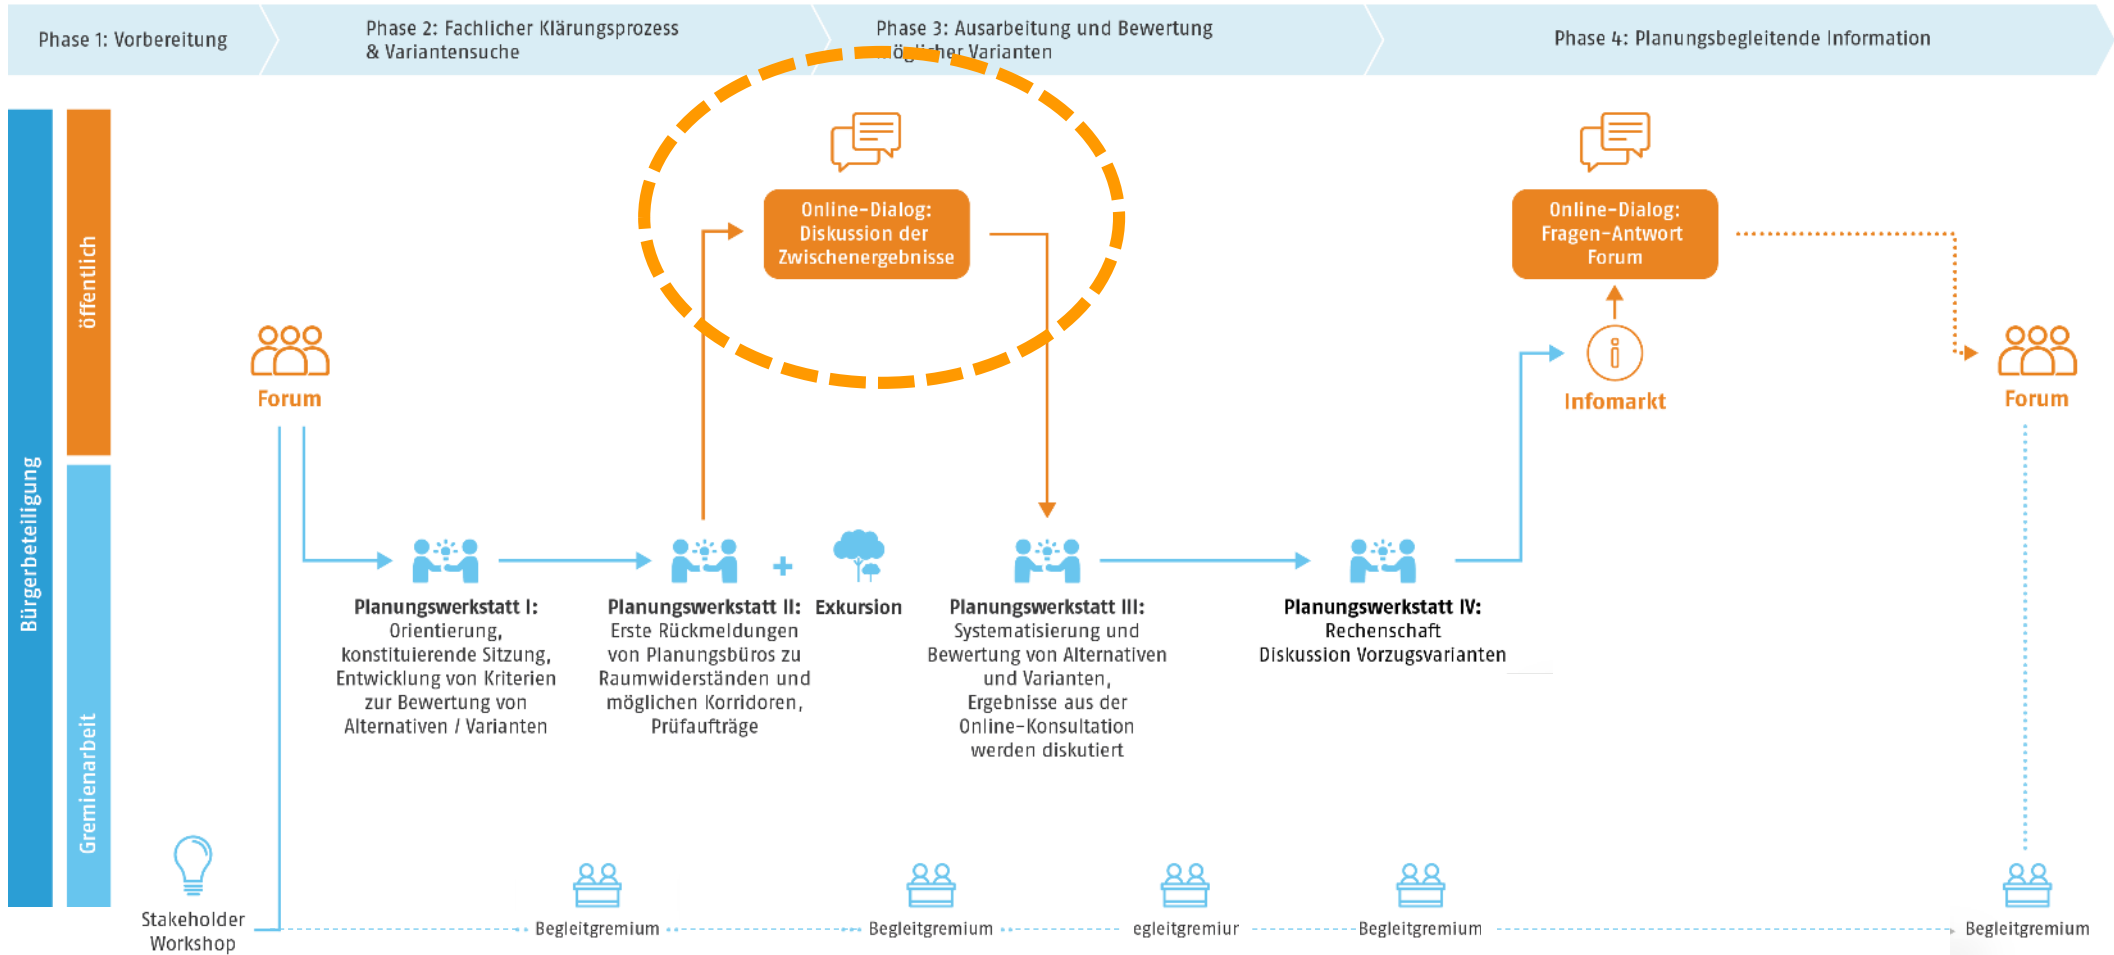 Phase 1: Vorbereitung
Phase 2: Fachlicher Klärungsprozess
& Variantensuche
Phase 3: Ausarbeitung und Bewertung
möglicher Varianten
Phase 4: Planungsbegleitende Information
Bürgerbeteiligung
öffentlich
Gremienarbeit
Online-Dialog:
Diskussion der
Zwischenergebnisse
Online-Dialog:
Fragen-Antwort
Forum
Forum
i
Infomarkt
Forum
+
Planungswerkstatt I:
Orientierung,
konstituierende Sitzung,
Entwicklung von Kriterien
zur Bewertung von
Alternativen / Varianten
Planungswerkstatt II:
Erste Rückmeldungen
von Planungsbüros zu
Raumwiderständen und
möglichen Korridoren,
Prüfaufträge
Exkursion
Planungswerkstatt III:
Systematisierung und
Bewertung von Alternativen
und Varianten,
Ergebnisse aus der
Online-Konsultation
werden diskutiert
Planungswerkstatt IV:
Rechenschaft
Diskussion Vorzugsvarianten
Stakeholder
Workshop
Begleitgremium
Begleitgremium
egleitgremiur
Begleitgremium
Begleitgremium